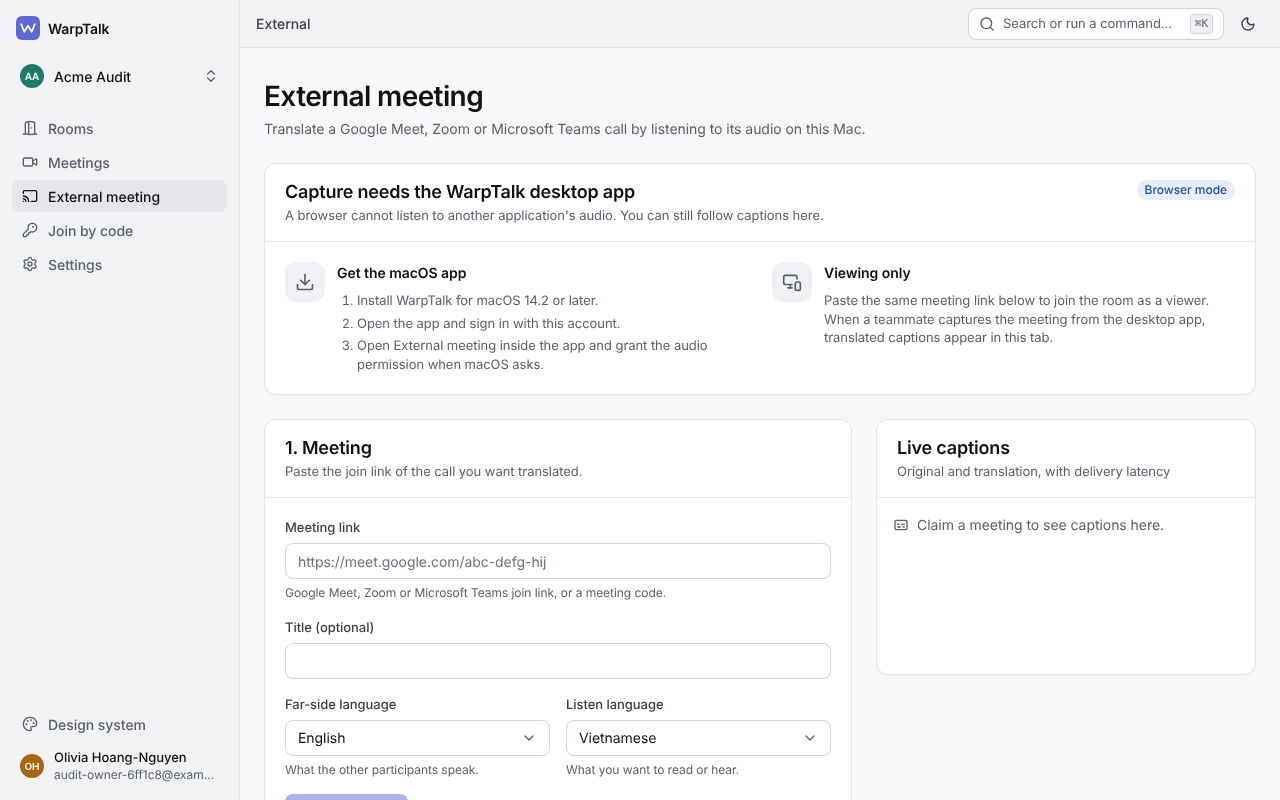 WarpTalk
AA
Acme Audit
Rooms
Meetings
External meeting
Join by code
Settings
Design system
OH
Olivia Hoang-Nguyen
audit-owner-6ff1c8@exam...
External
Search or run a command...
⌘K
External meeting
Translate a Google Meet, Zoom or Microsoft Teams call by listening to its audio on this Mac.
Capture needs the WarpTalk desktop app
Browser mode
A browser cannot listen to another application's audio. You can still follow captions here.
Get the macOS app
1. Install WarpTalk for macOS 14.2 or later.
2. Open the app and sign in with this account.
3. Open External meeting inside the app and grant the audio
permission when macOS asks.
Viewing only
Paste the same meeting link below to join the room as a viewer.
When a teammate captures the meeting from the desktop app,
translated captions appear in this tab.
1. Meeting
Paste the join link of the call you want translated.
Meeting link
https://meet.google.com/abc-defg-hij
Google Meet, Zoom or Microsoft Teams join link, or a meeting code.
Title (optional)
Far-side language
English
What the other participants speak.
Listen language
Vietnamese
What you want to read or hear.
Live captions
Original and translation, with delivery latency
Claim a meeting to see captions here.